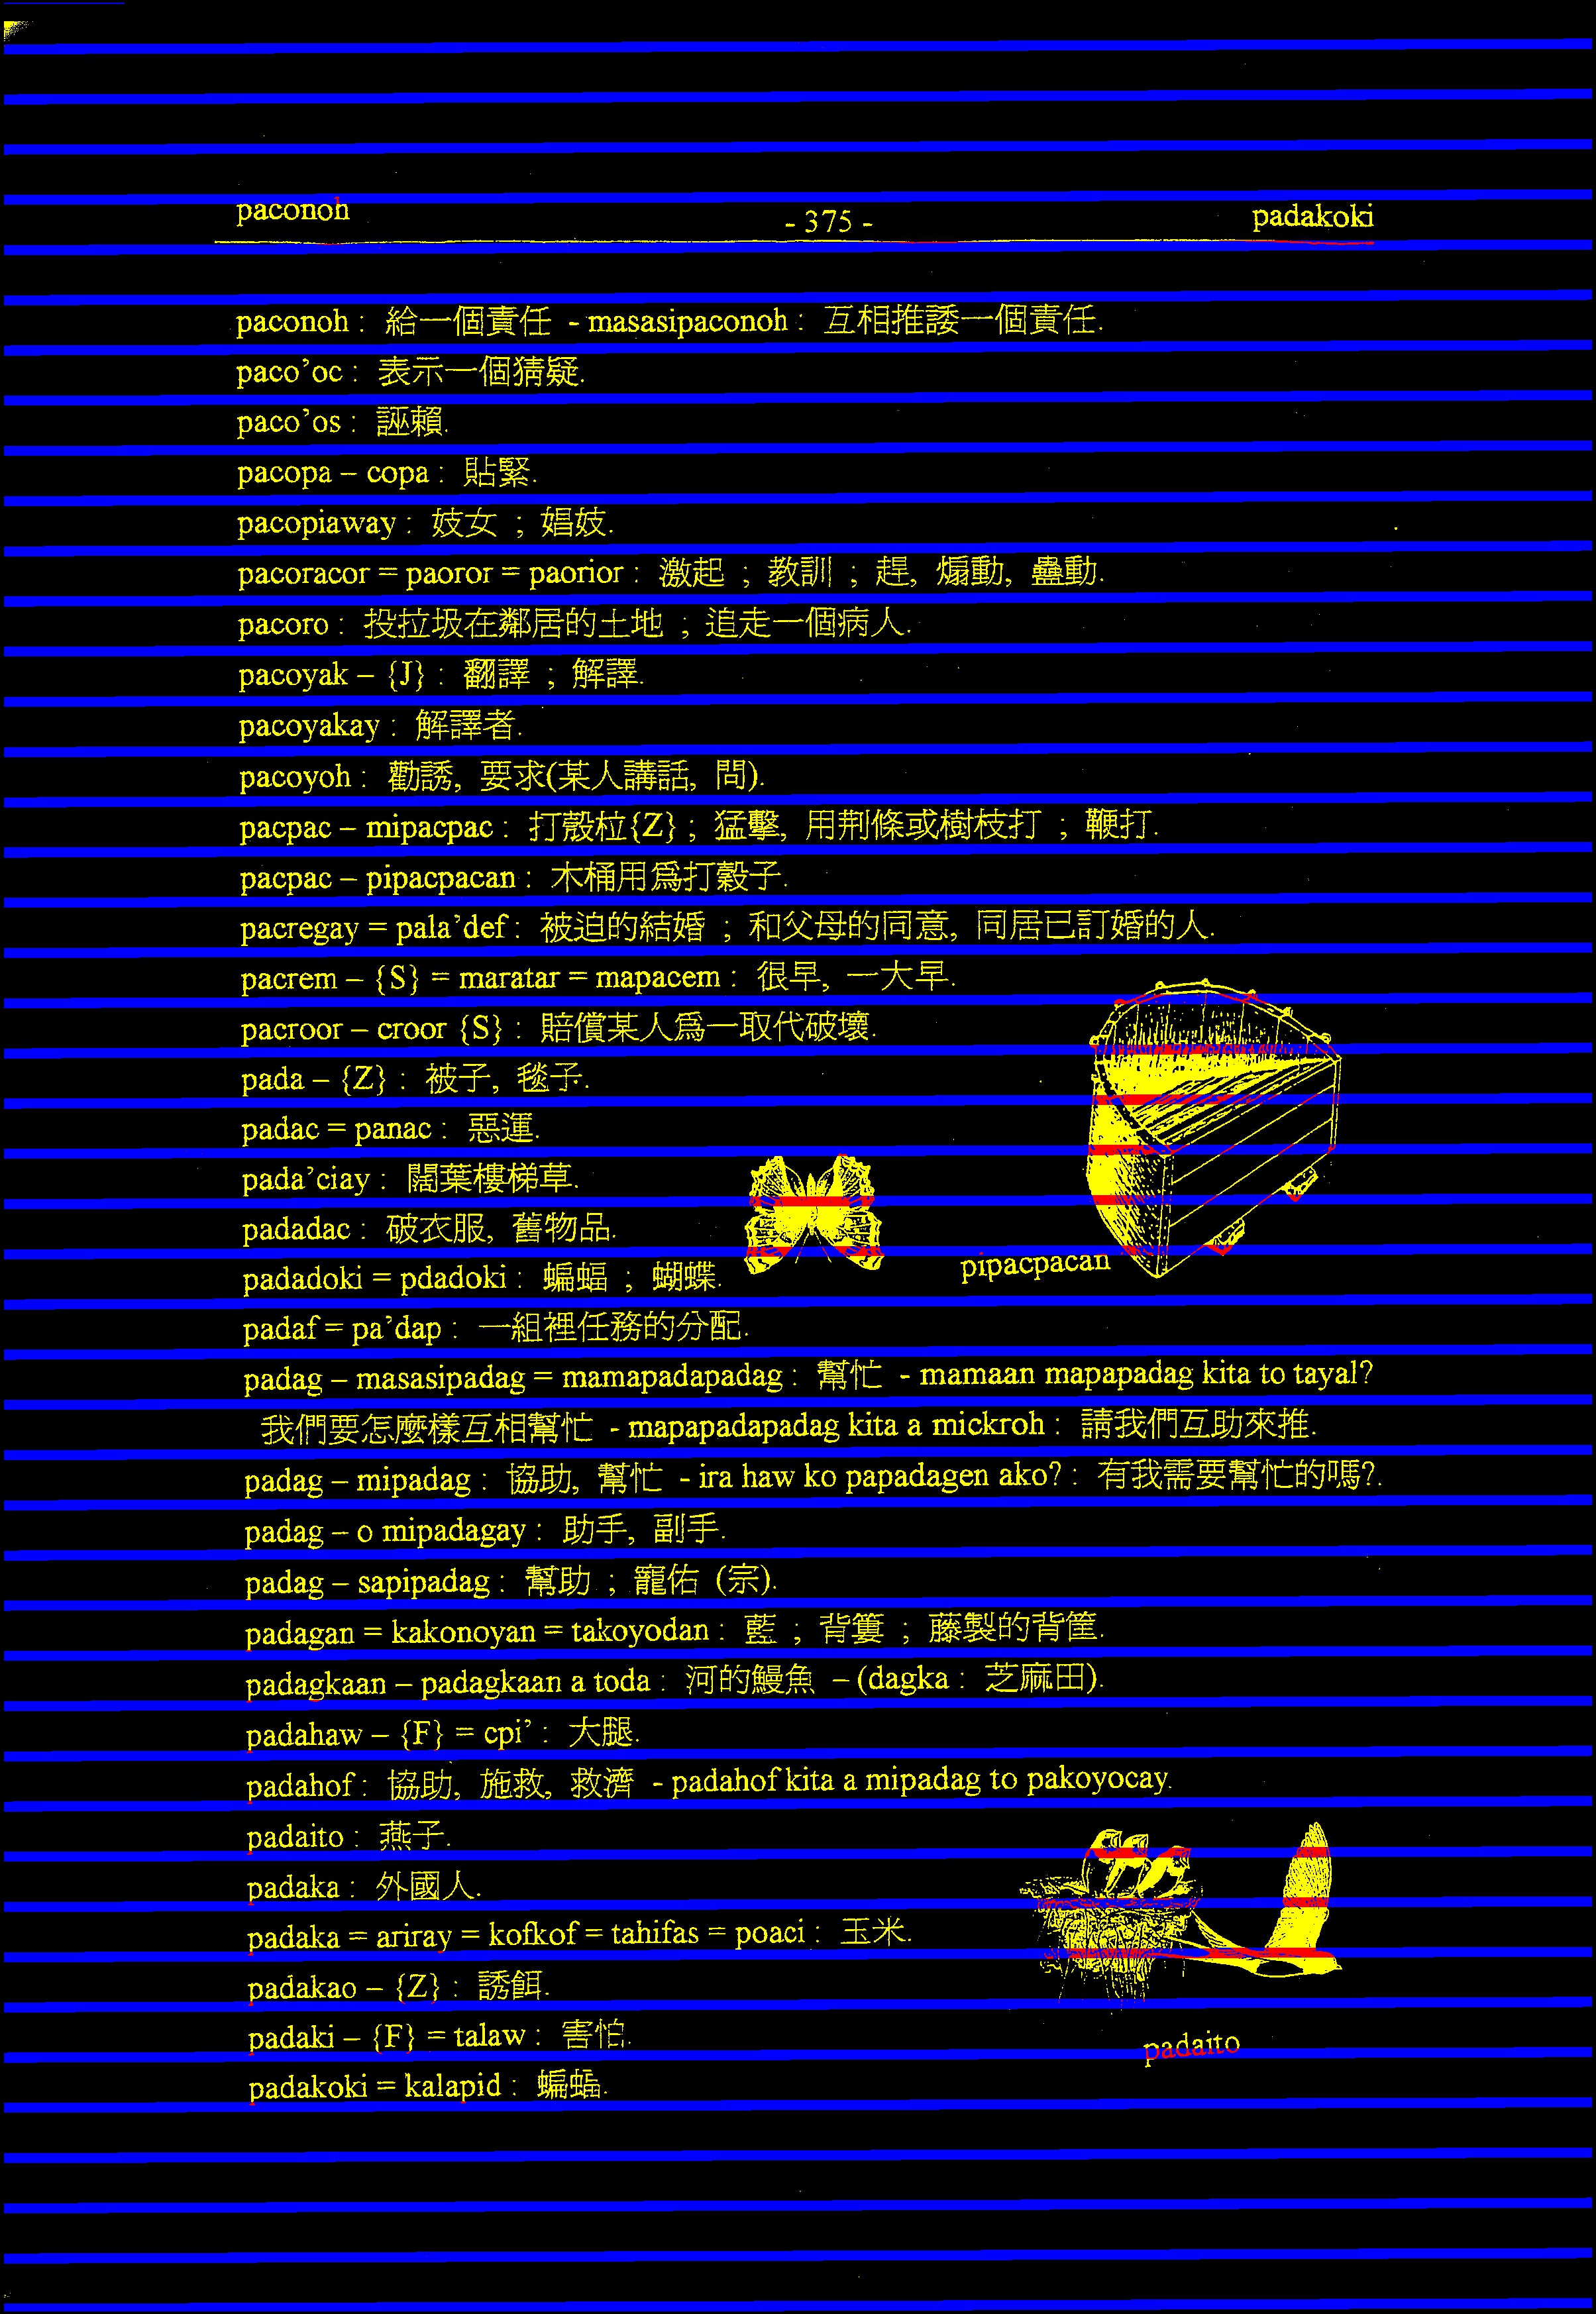 paconoh - 375 - padakoki
paconoh : 給一個責任 - masasipaconoh : 互相推諉一個責任.
paco’oc : 表示一個猜疑.
paco’os : 誣賴.
pacopa – copa : 貼緊.
pacopiaway : 妓女 ; 娼妓.
pacoracor = paoror = paorior : 激起 ; 教訓 ; 趕, 煽動, 蠱動.
pacoro : 投拉圾在鄰居的土地 ; 追走一個病人.
pacoyak – {J} : 翻譯 ; 解譯.
pacoyakay : 解譯者.
pacoyoh : 勸誘, 要求(某人講話, 問).
pacpac – mipacpac : 打殼粒{Z} ; 猛擊, 用荆條或樹枝打 ; 鞭打.
pacpac – pipacpacan : 木桶用爲打穀子.
pacregay = pala’def : 被迫的結婚 ; 和父母的同意, 同居已訂婚的人.
pacrem – {S} = maratar = mapacem : 很早, 一大早.
pacroor – croor {S} : 賠償某人爲一取代破壞.
pada – {Z} : 被子, 毯子.
padac = panac : 惡運.
pada’ciay : 闊葉樓梯草.
padadac : 破衣服, 舊物品.
padadoki = pdadoki : 蝙蝠 ; 蝴蝶.
pipacpacan
padaf = pa’dap : 一組裡任務的分配.
padag – masasipadag = mamapadapadag : 幫忙 - mamaan mapapadag kita to tayal?
我們要怎麼樣互相幫忙 - mapapadapadag kita a mickroh : 請我們互助來推.
padag – mipadag : 協助, 幫忙 - ira haw ko papadagen ako? : 有我需要幫忙的嗎?.
padag – o mipadagay : 助手, 副手.
padag – sapipadag : 幫助 ; 寵佑 (宗).
padagan = kakonoyan = takoyodan : 藍 ; 背簍 ; 藤製的背筐.
padagkaan – padagkaan a toda : 河的鰻魚 – (dagka : 芝麻田).
padahaw – {F} = cpi’ : 大腿.
padahof : 協助, 施救, 救濟 - padahof kita a mipadag to pakoyocay.
padaito : 燕子.
padaka : 外國人.
padaka = ariray = kofkof = tahifas = poaci : 玉米.
padakao – {Z} : 誘餌.
padaki – {F} = talaw : 害怕.
padaito
padakoki = kalapid : 蝙蝠.